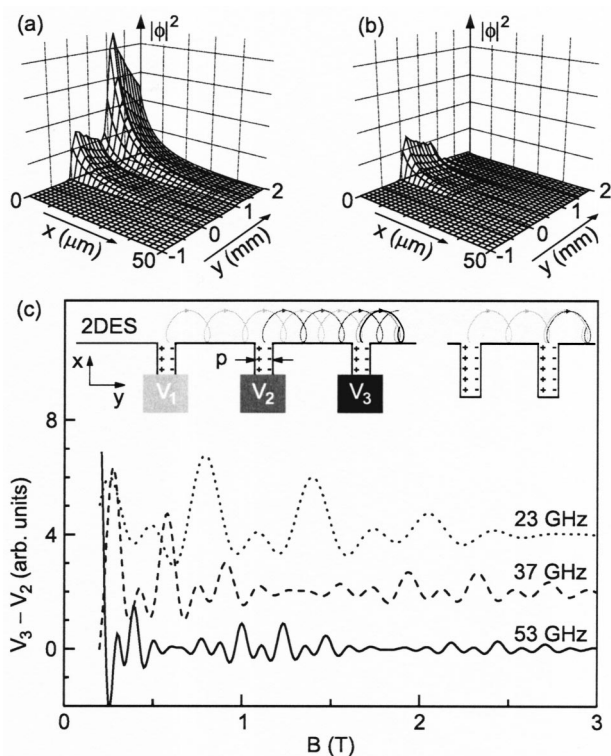 (a)
|ϕ|²
0
x (μm)
50
-1
0
1
2
y (mm)
(b)
|ϕ|²
0
x (μm)
50
-1
0
1
2
y (mm)
(c)
2DES
x
y
p
+ -
V₁
V₂
V₃
8
4
0
V₃ – V₂ (arb. units)
23 GHz
37 GHz
53 GHz
0
1
2
3
B (T)